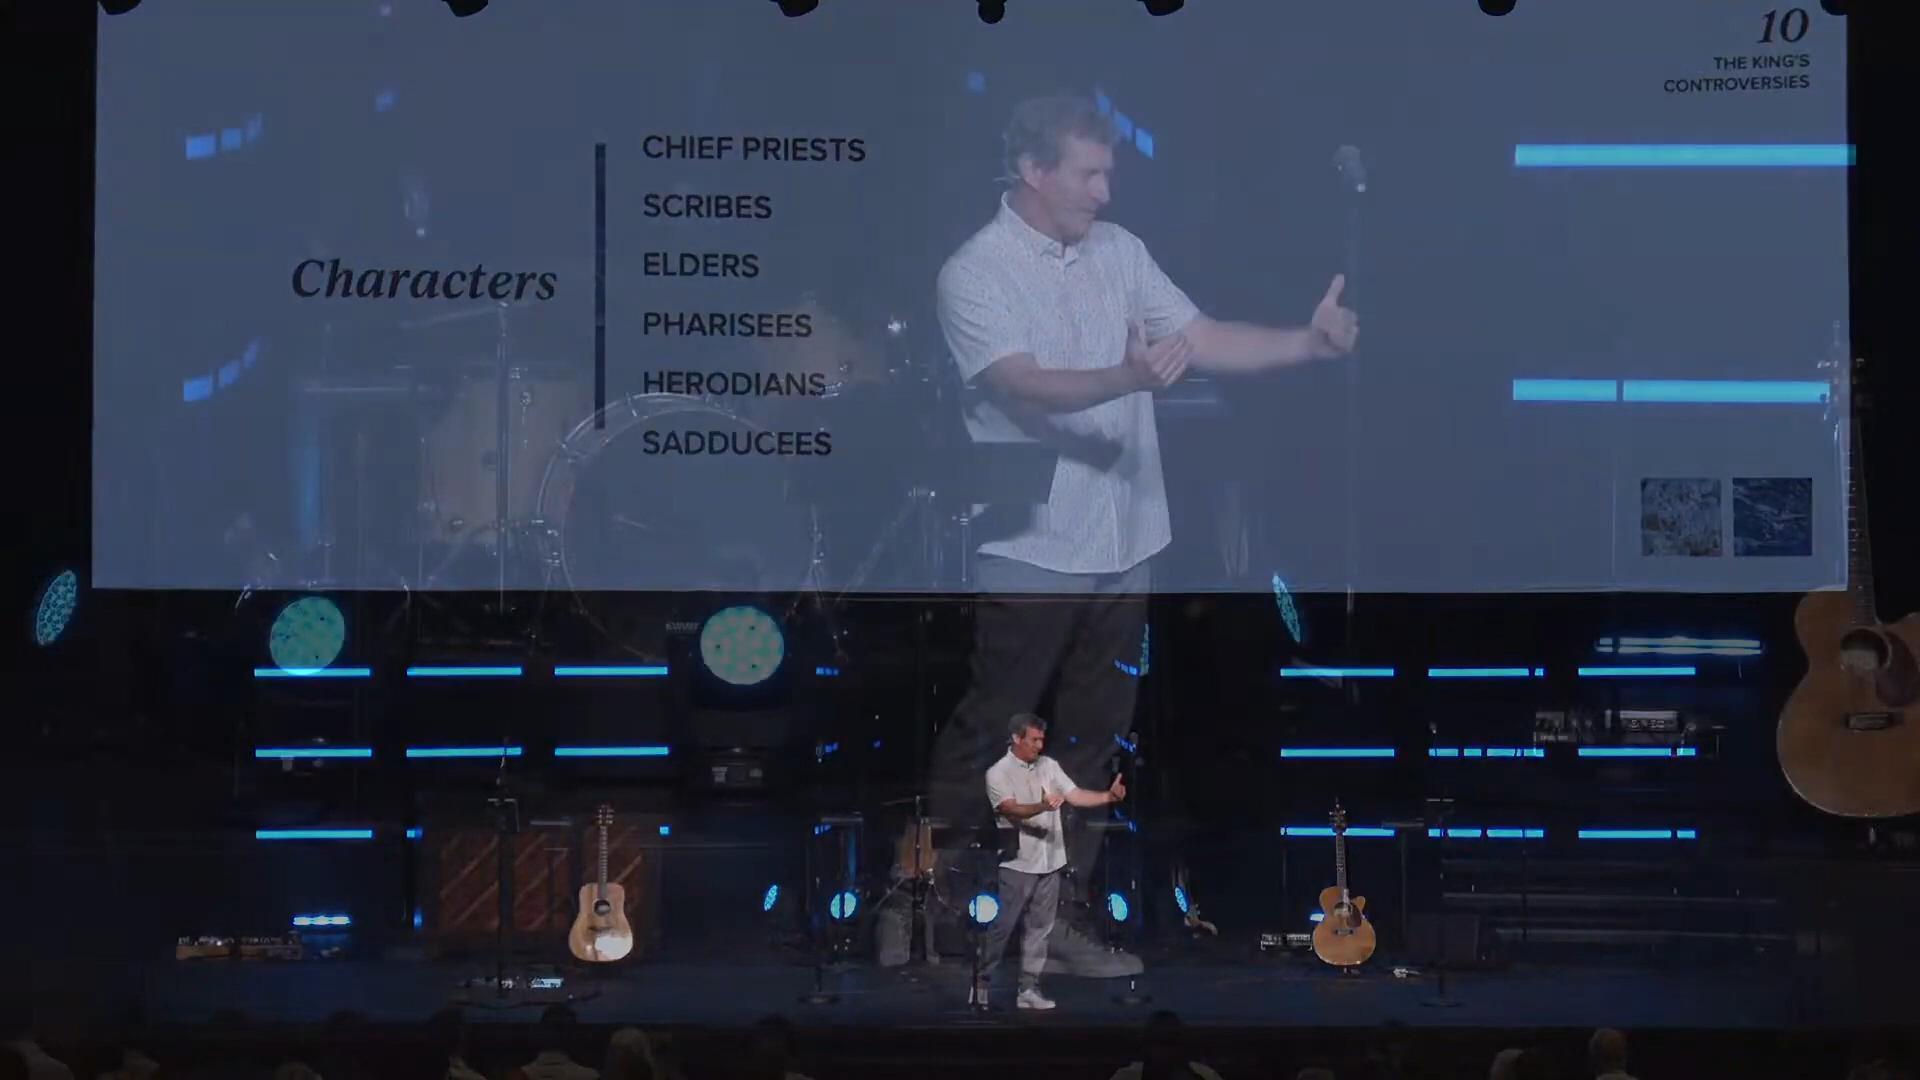 10
THE KING'S
CONTROVERSIES
Characters
CHIEF PRIESTS
SCRIBES
ELDERS
PHARISEES
HERODIANS
SADDUCEES